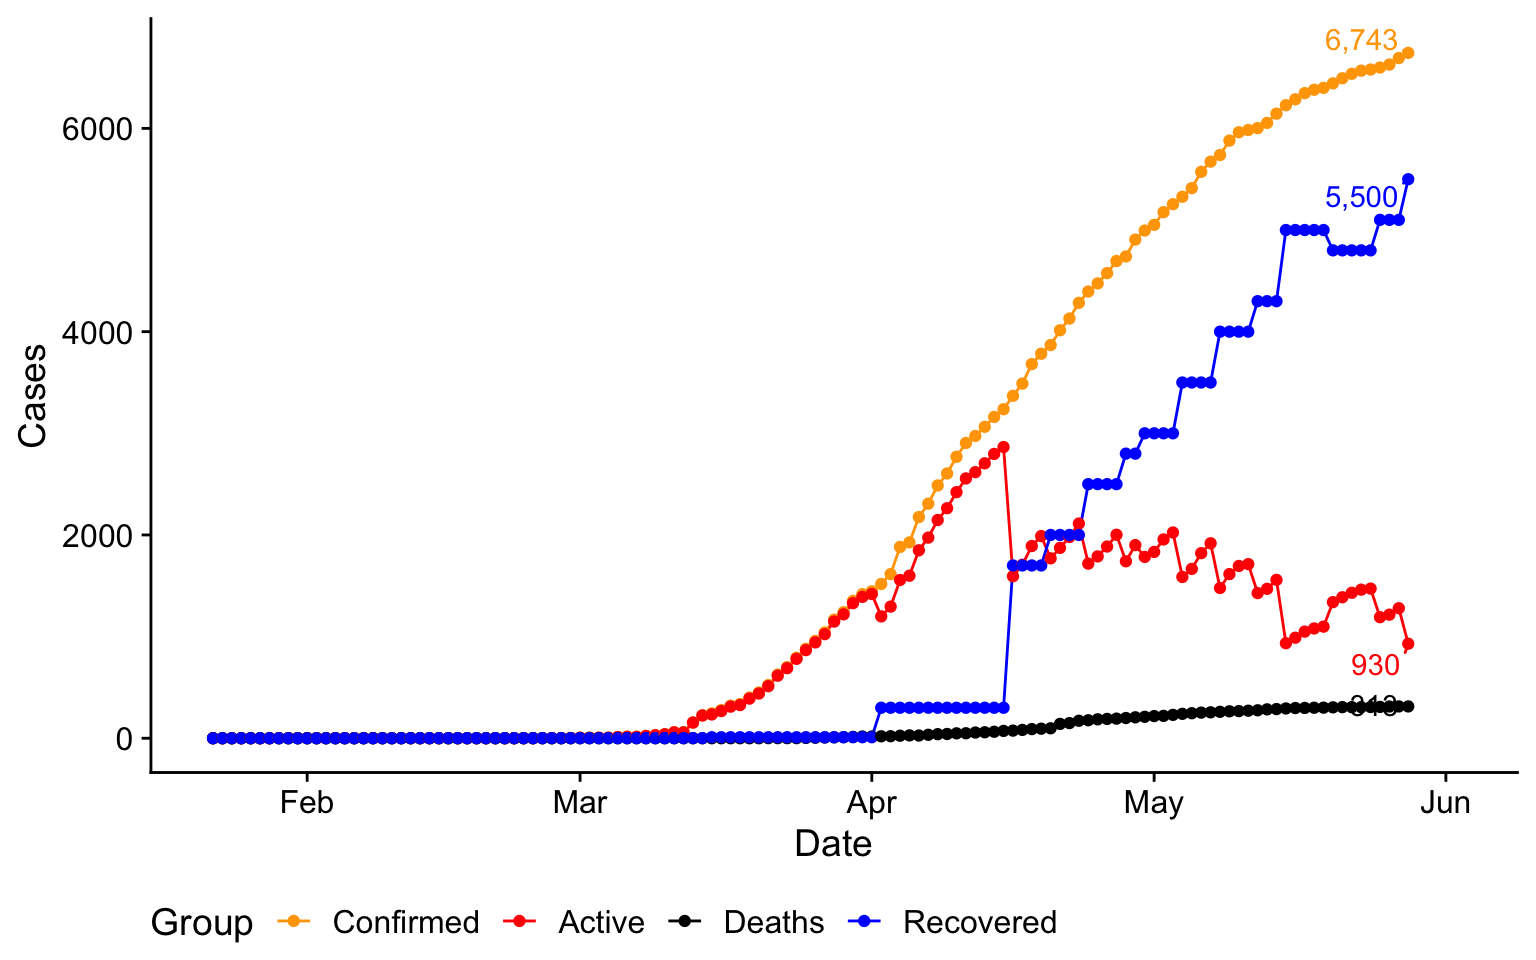 6,743
6000
5,500
4000
Cases
2000
930
313
0
Feb Mar Apr May Jun
Date
Group Confirmed Active Deaths Recovered